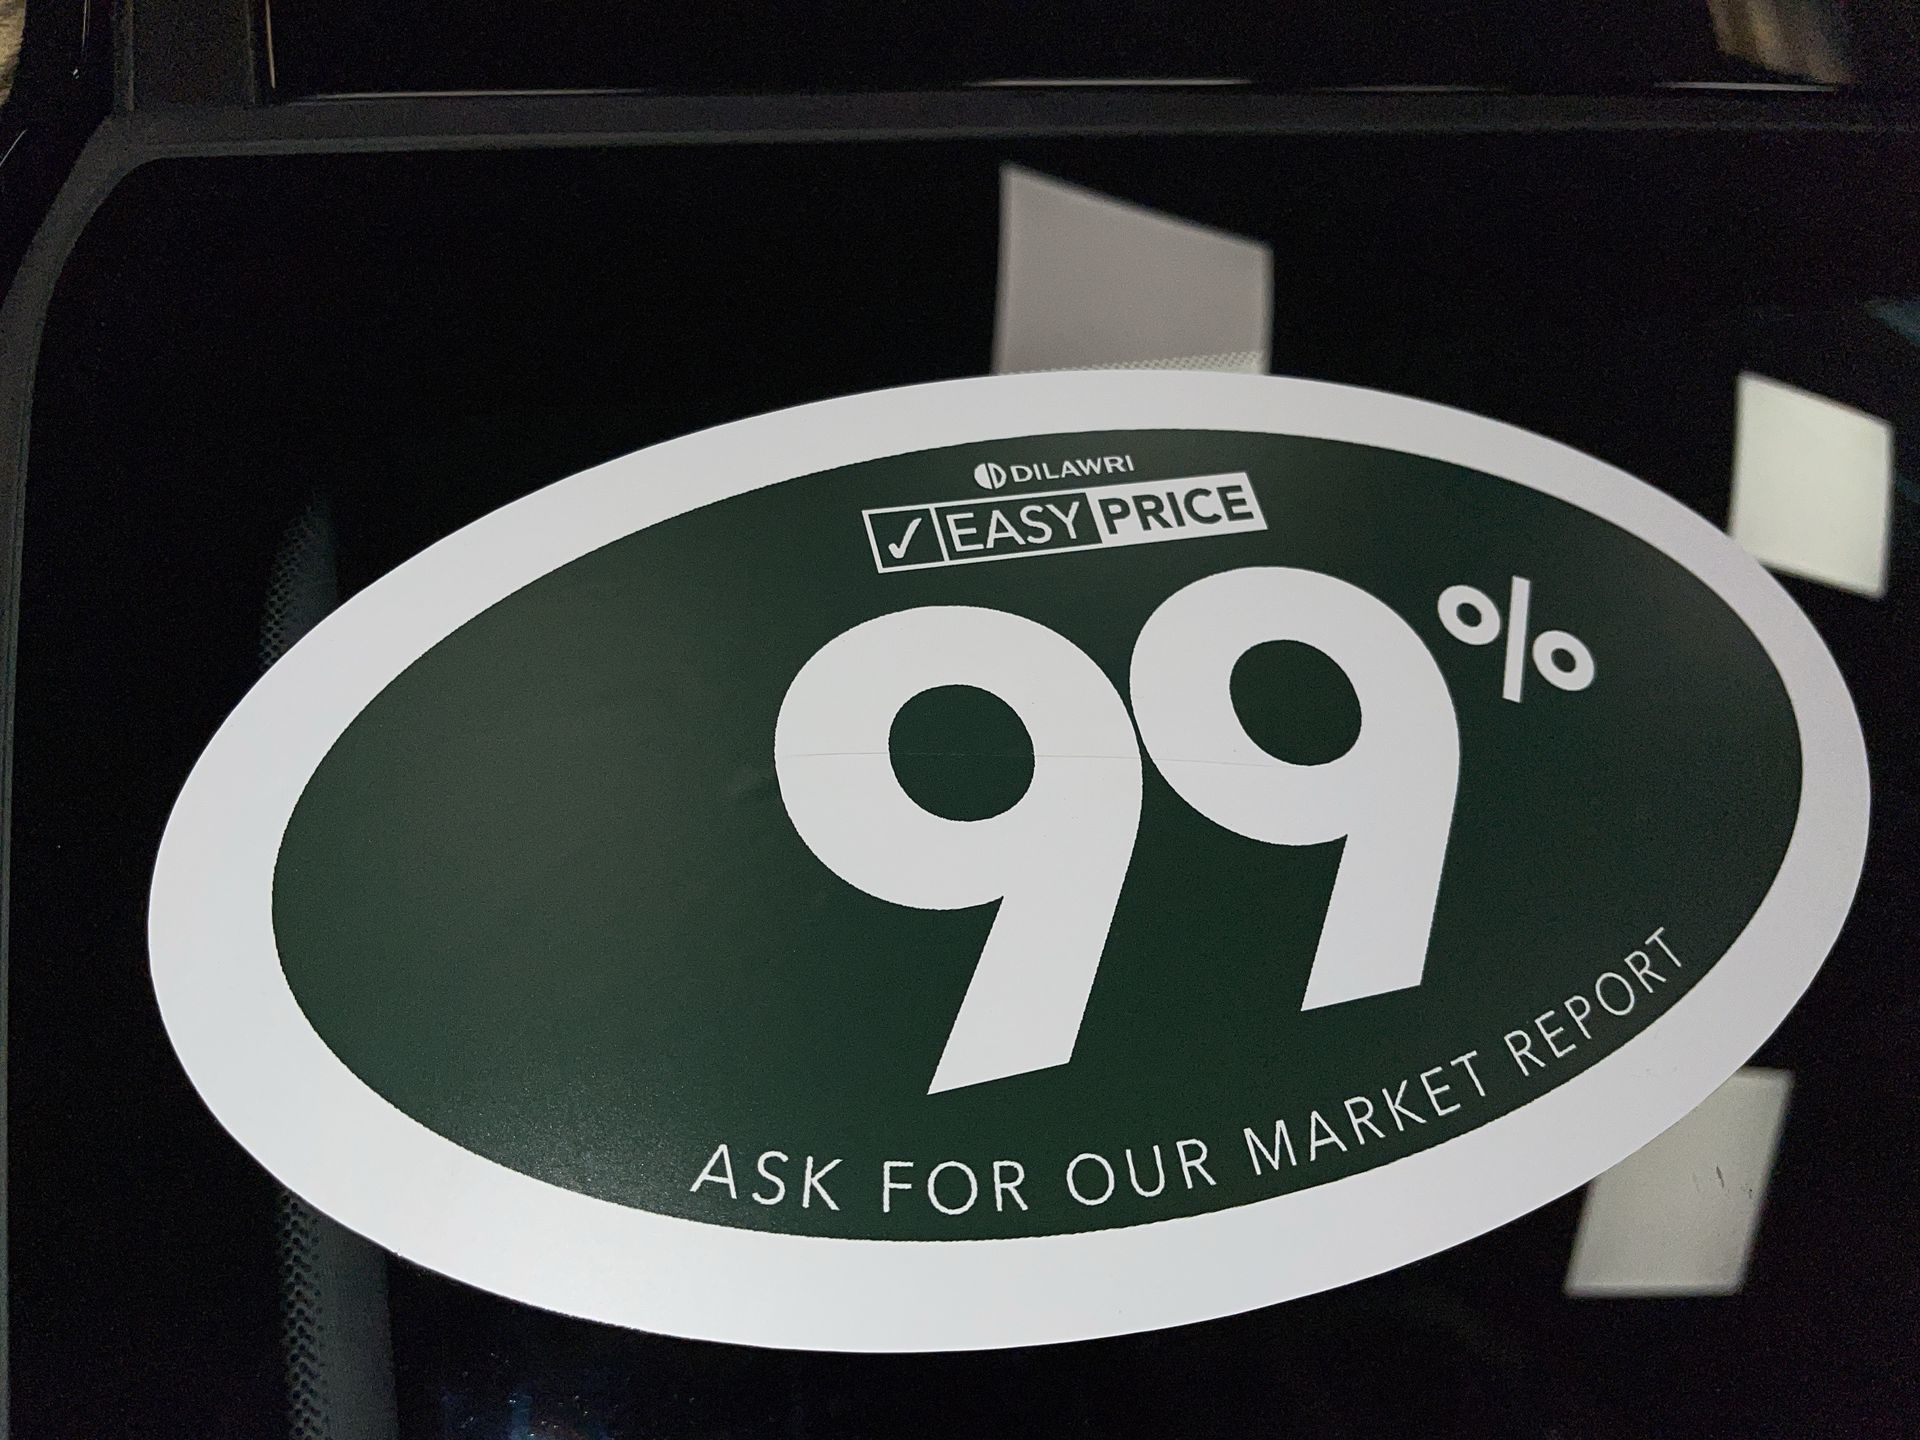 DILAWRI
✓ EASY PRICE
99%
ASK FOR OUR MARKET REPORT